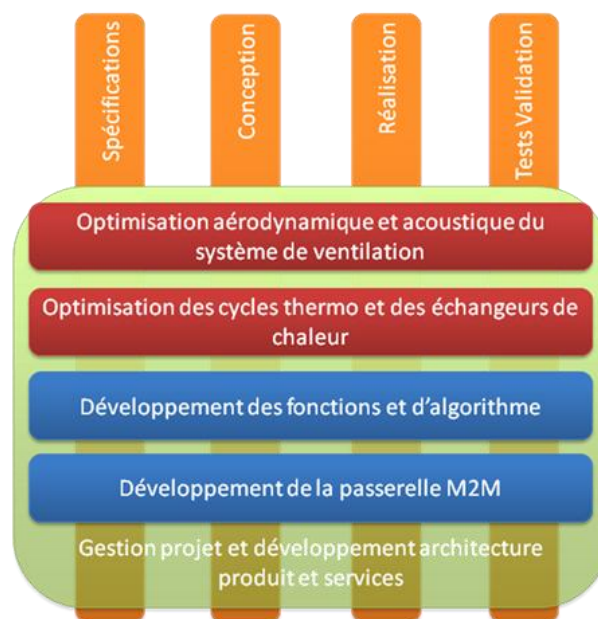 Spécifications
Conception
Réalisation
Tests Validation
Optimisation aérodynamique et acoustique du
système de ventilation
Optimisation des cycles thermo et des échangeurs de
chaleur
Développement des fonctions et d'algorithme
Développement de la passerelle M2M
Gestion projet et développement architecture
produit et services